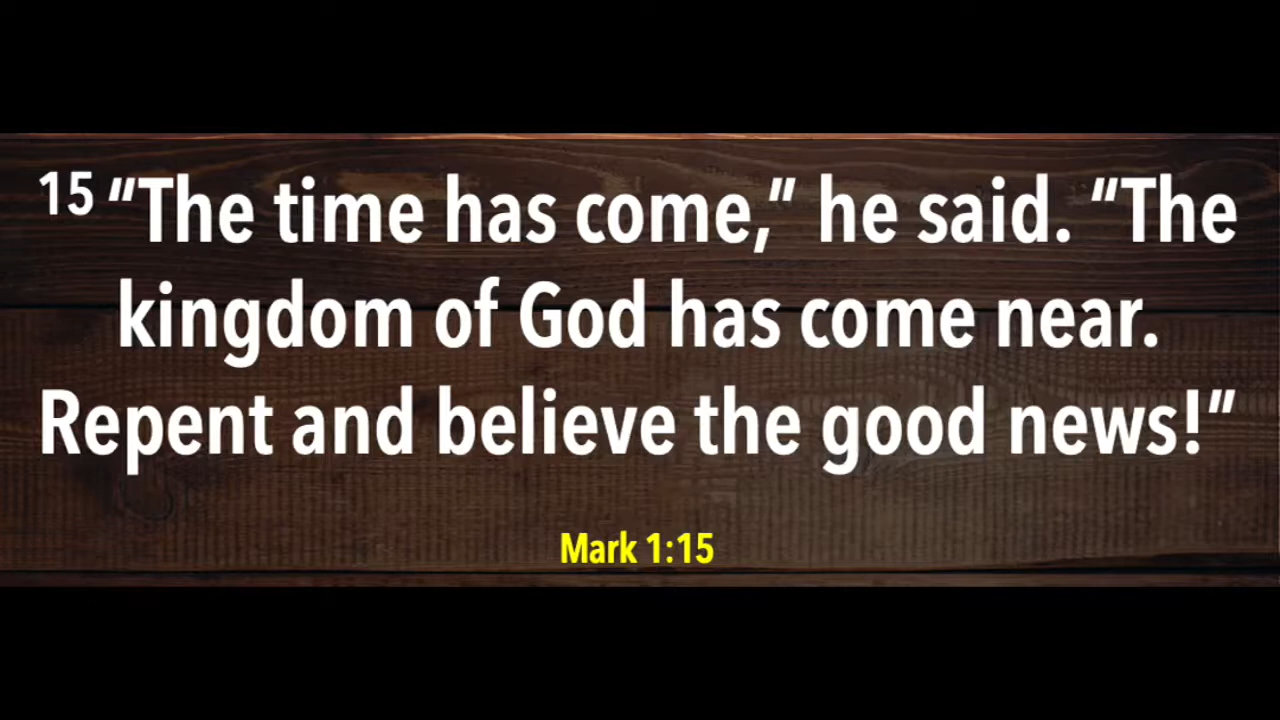 15 “The time has come,” he said. “The
kingdom of God has come near.
Repent and believe the good news!”
Mark 1:15